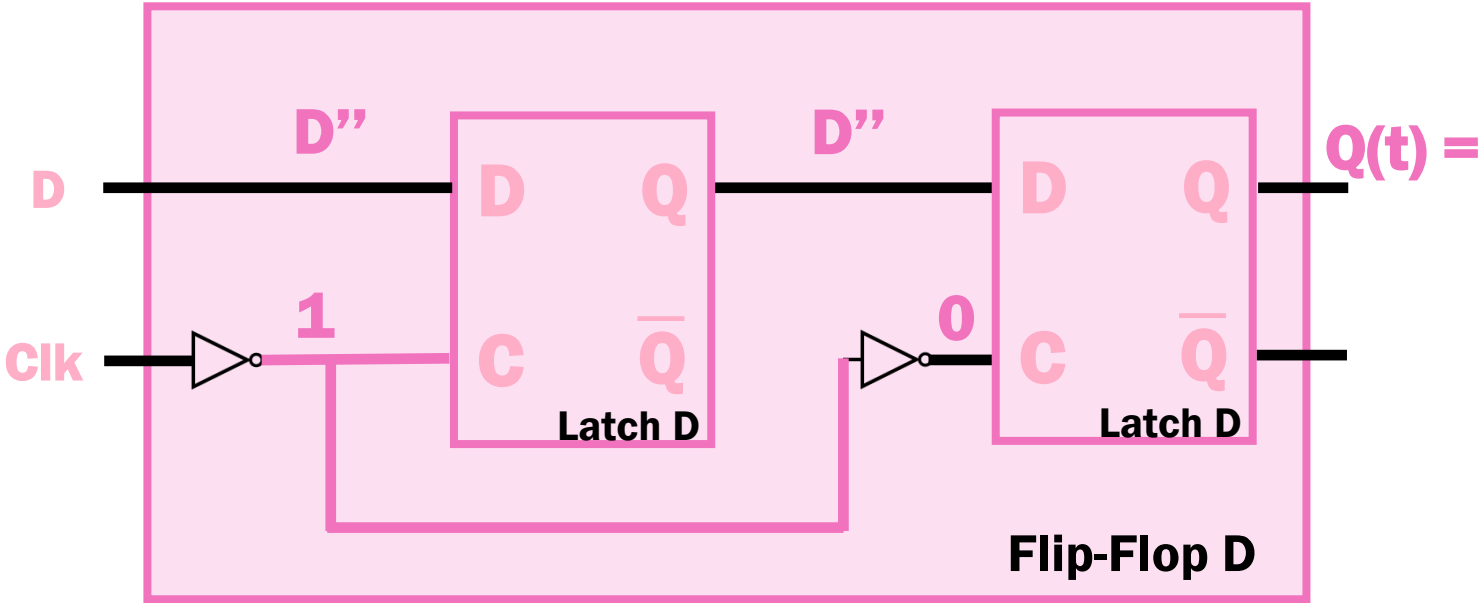 D’’ D’’
Q(t) =
D D Q D Q
1 0
Clk C Q C Q
Latch D Latch D
Flip-Flop D